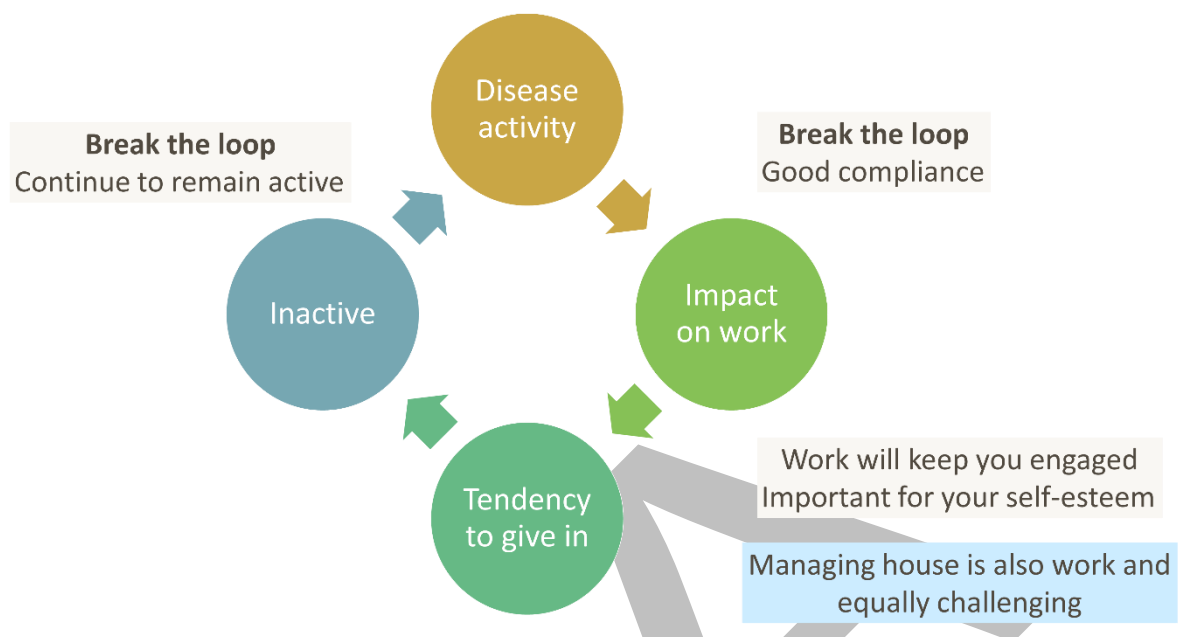 Disease
activity
Break the loop
Continue to remain active
Break the loop
Good compliance
Inactive
Impact
on work
Tendency
to give in
Work will keep you engaged
Important for your self-esteem
Managing house is also work and
equally challenging